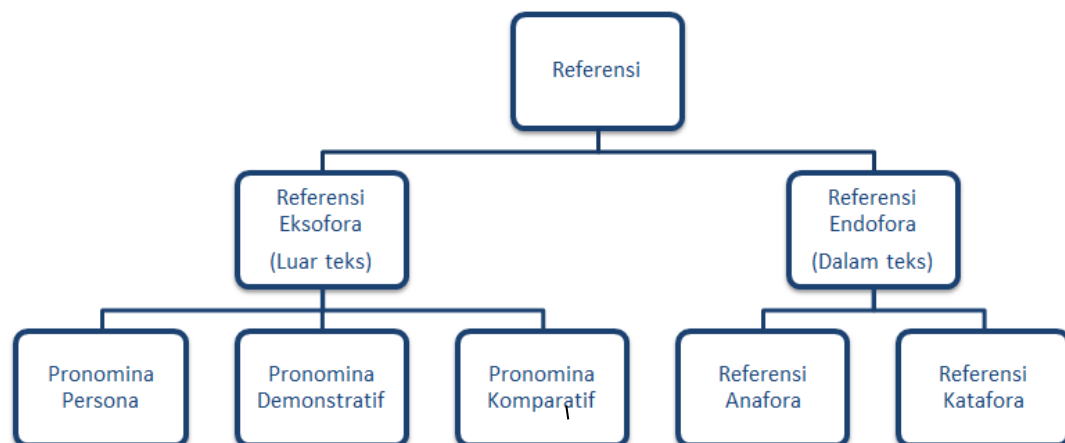 Referensi
Referensi
Eksofora
(Luar teks)
Referensi
Endofora
(Dalam teks)
Pronomina
Persona
Pronomina
Demonstratif
Pronomina
Komparatif
Referensi
Anafora
Referensi
Katafora